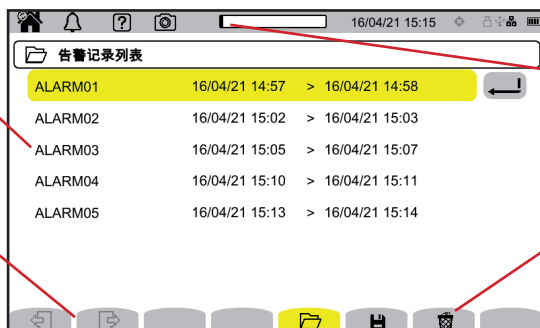 16/04/21 15:15
告警记录列表
ALARM01 16/04/21 14:57 > 16/04/21 14:58
ALARM02 16/04/21 15:02 > 16/04/21 15:03
ALARM03 16/04/21 15:05 > 16/04/21 15:07
ALARM04 16/04/21 15:10 > 16/04/21 15:11
ALARM05 16/04/21 15:13 > 16/04/21 15:14